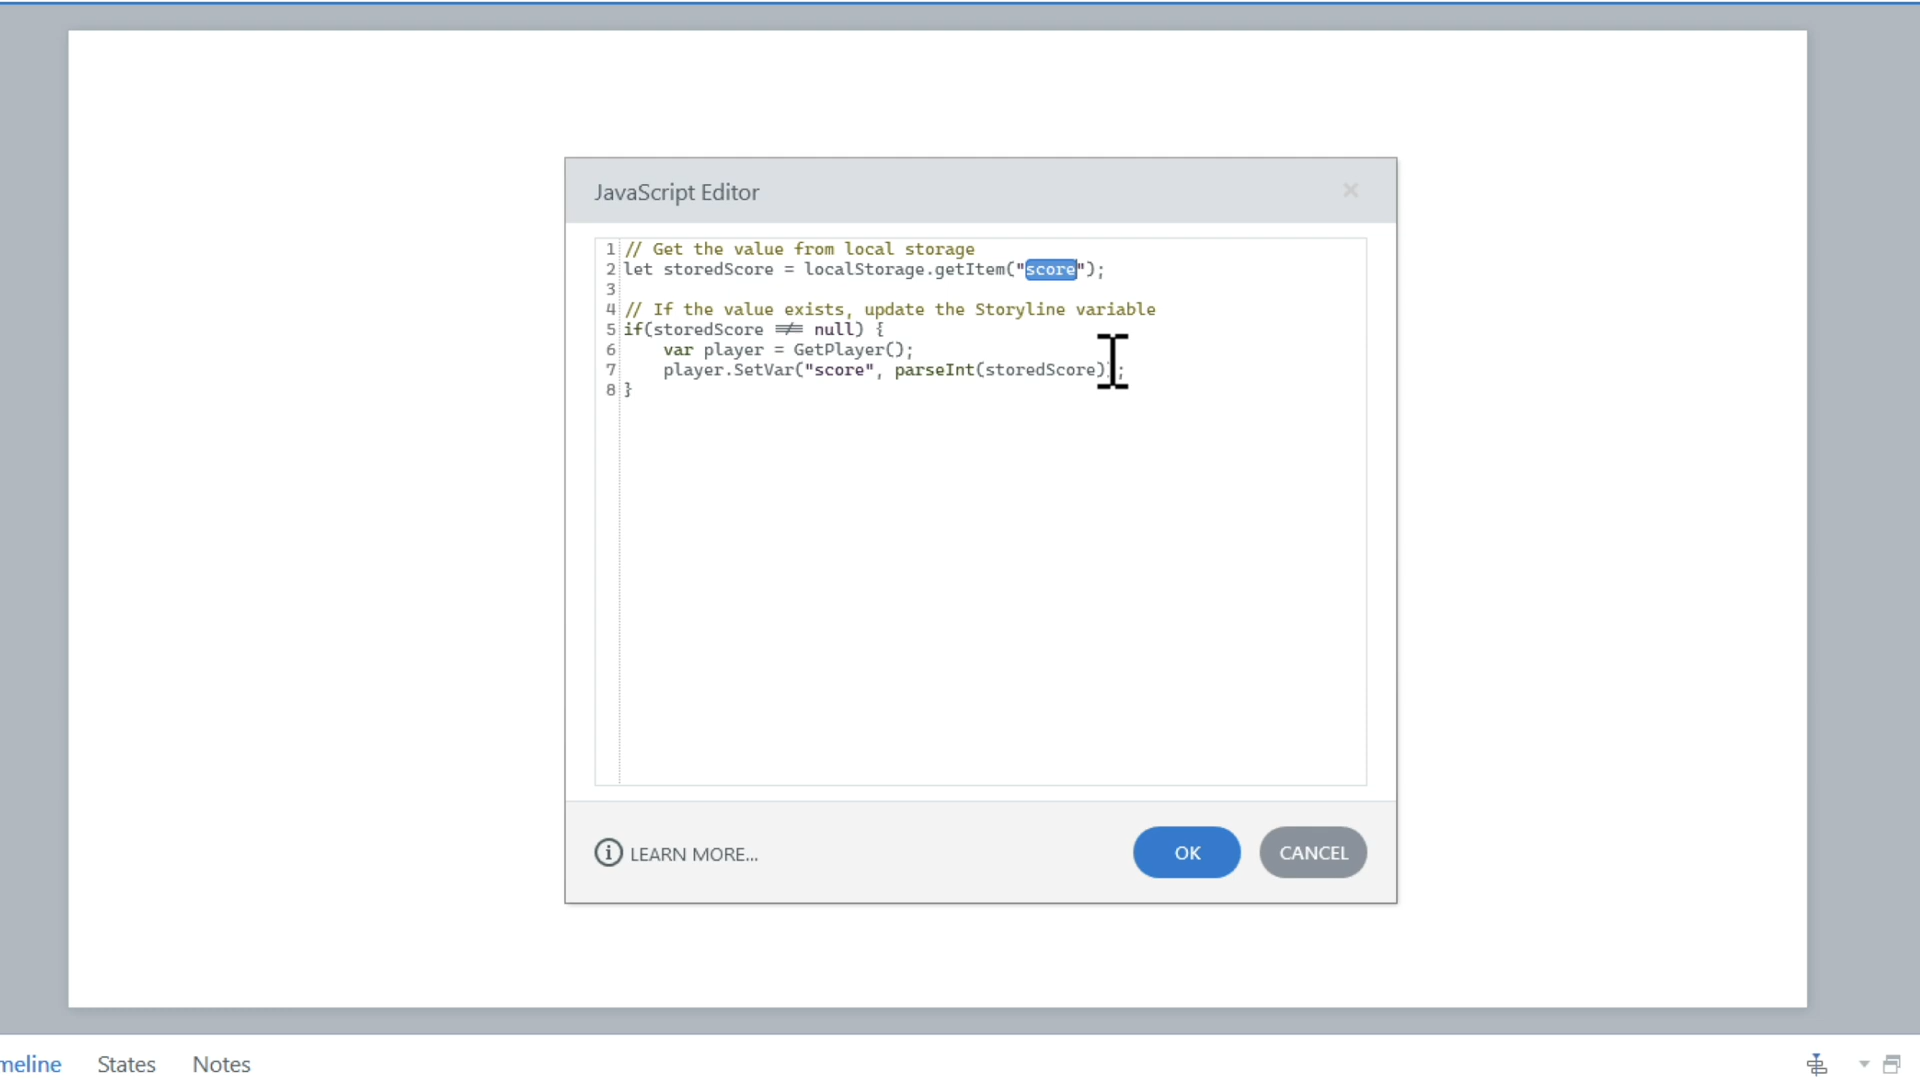 JavaScript Editor
1 // Get the value from local storage
2 let storedScore = localStorage.getItem("score");
3
4 // If the value exists, update the Storyline variable
5 if(storedScore !== null) {
6     var player = GetPlayer();
7     player.SetVar("score", parseInt(storedScore));
8 }
LEARN MORE...
OK
CANCEL
meline
States
Notes